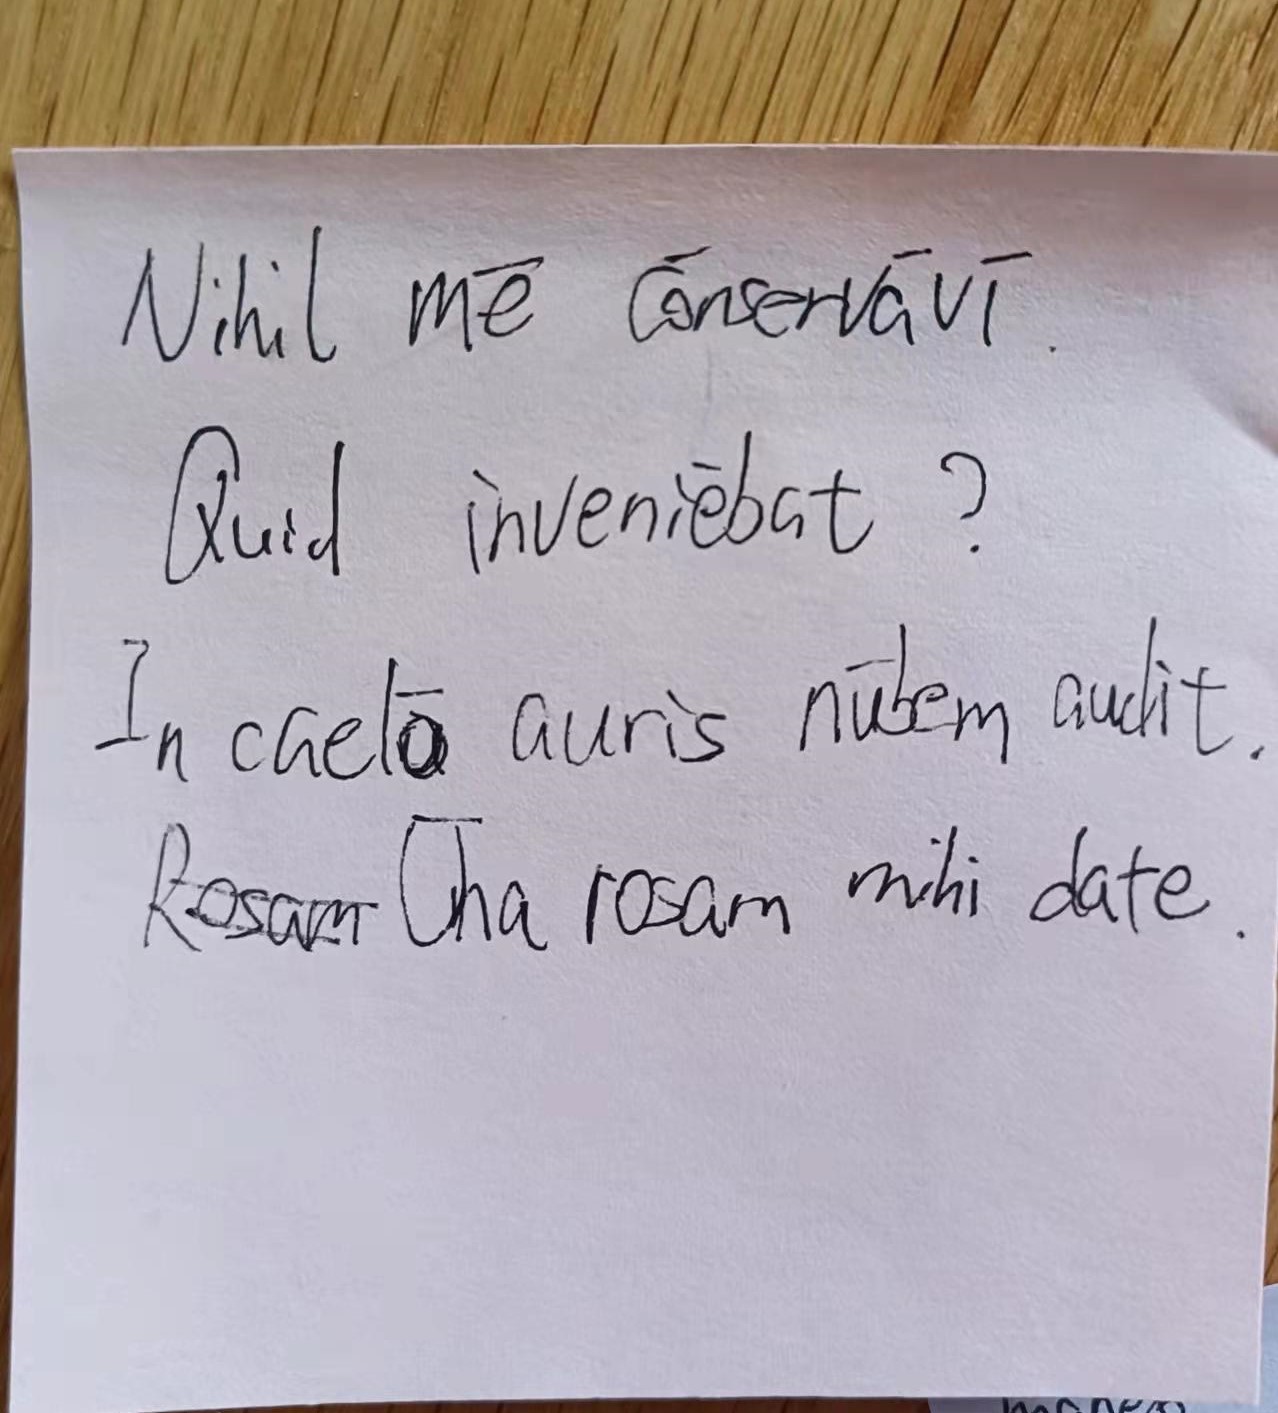 Nihil mē cōnservāvī.
Quid inveniēbat ?
In caelō auris nūbem audit.
Rosam Ūna rosam mihi date.